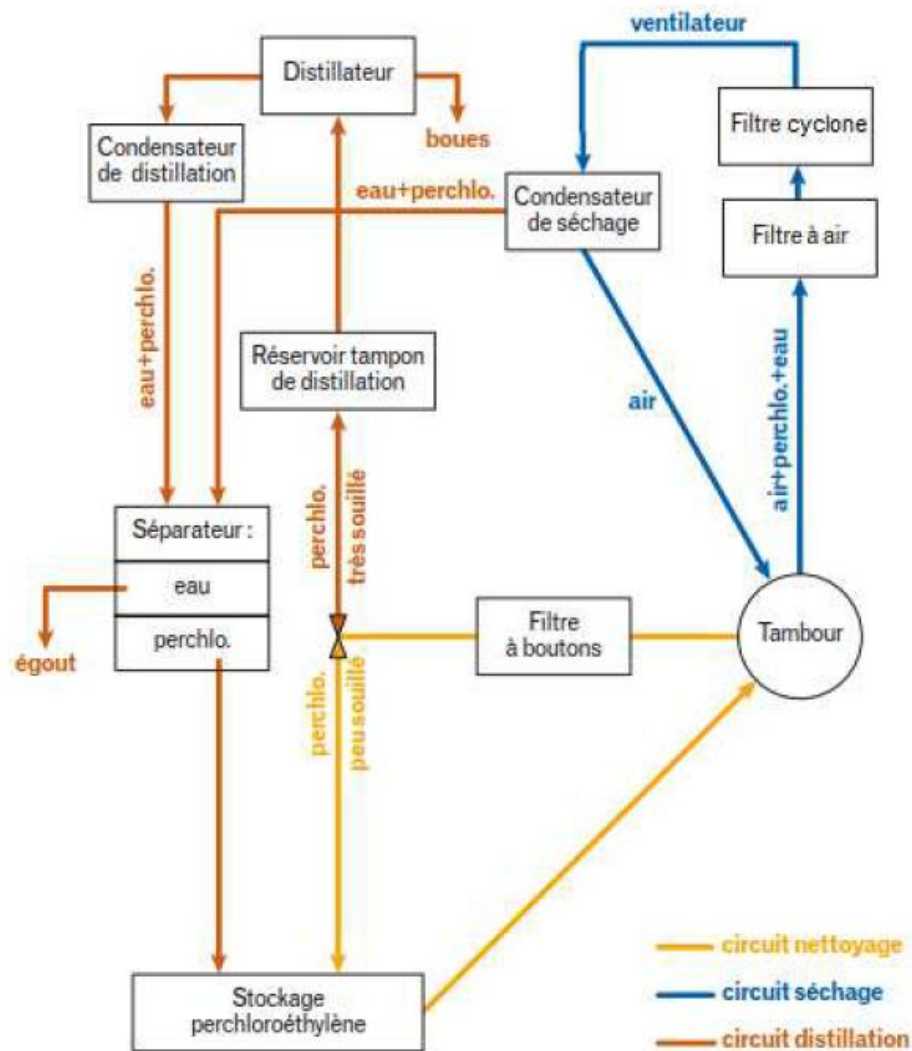 ventilateur
Distillateur
boues
Filtre cyclone
Condensateur
de distillation
eau+perchlo.
Condensateur
de séchage
Filtre à air
eau+perchlo.
Réservoir tampon
de distillation
air
air+perchlo.+eau
perchlo.
très souillé
Séparateur :
eau
perchlo.
égout
Filtre
à boutons
Tambour
perchlo.
peu souillé
Stockage
perchloroéthylène
circuit nettoyage
circuit séchage
circuit distillation